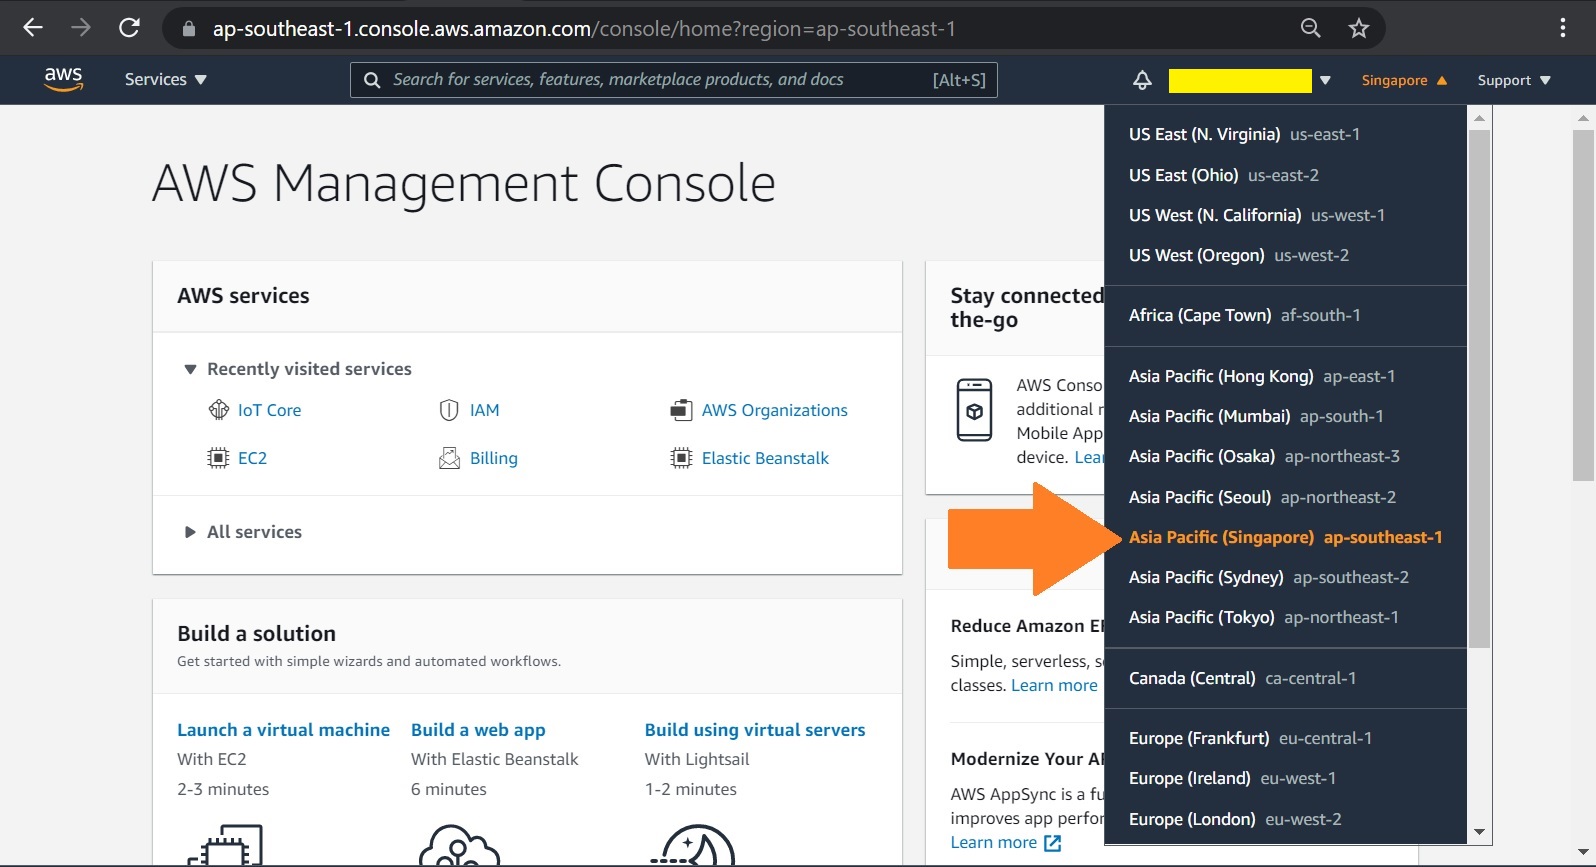 ap-southeast-1.console.aws.amazon.com/console/home?region=ap-southeast-1
aws
Services
Search for services, features, marketplace products, and docs [Alt+S]
Singapore
Support
AWS Management Console
AWS services
Recently visited services
IoT Core
IAM
AWS Organizations
EC2
Billing
Elastic Beanstalk
All services
Build a solution
Get started with simple wizards and automated workflows.
Launch a virtual machine
With EC2
2-3 minutes
Build a web app
With Elastic Beanstalk
6 minutes
Build using virtual servers
With Lightsail
1-2 minutes
Stay connected
the-go
AWS Conso
additional
Mobile App
device. Lear
Reduce Amazon
Simple, serverless, s
classes. Learn more
Modernize Your
AWS AppSync is a fu
improves app perfor
Learn more
US East (N. Virginia) us-east-1
US East (Ohio) us-east-2
US West (N. California) us-west-1
US West (Oregon) us-west-2
Africa (Cape Town) af-south-1
Asia Pacific (Hong Kong) ap-east-1
Asia Pacific (Mumbai) ap-south-1
Asia Pacific (Osaka) ap-northeast-3
Asia Pacific (Seoul) ap-northeast-2
Asia Pacific (Singapore) ap-southeast-1
Asia Pacific (Sydney) ap-southeast-2
Asia Pacific (Tokyo) ap-northeast-1
Canada (Central) ca-central-1
Europe (Frankfurt) eu-central-1
Europe (Ireland) eu-west-1
Europe (London) eu-west-2